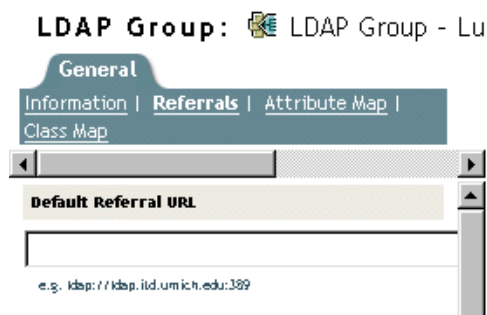 LDAP Group: LDAP Group - Lu
General
Information | Referrals | Attribute Map |
Class Map
Default Referral URL
e.g. ldap://ldap.itd.umich.edu:389